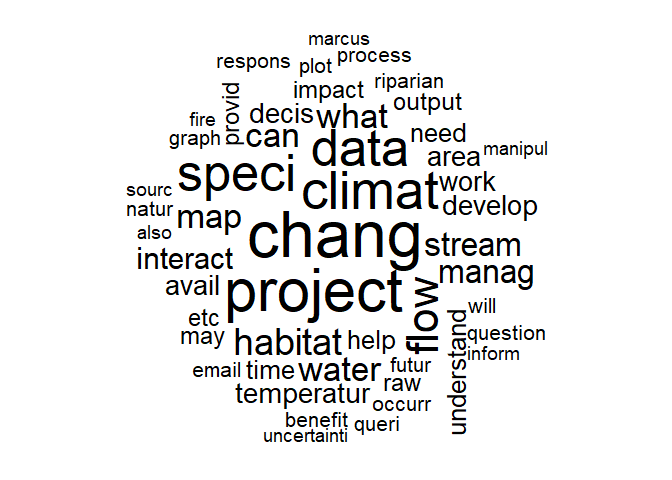 marcus
respons plot process
impact riparian
provid decis what output
fire
graph can data need
area manipul
speci climat work
sourc
natur map develop
also chang stream
interact manag
avail project flow
etc will
may habitat help understand question
inform
email time water futur
temperatur raw
occurr
benefit queri
uncertainti